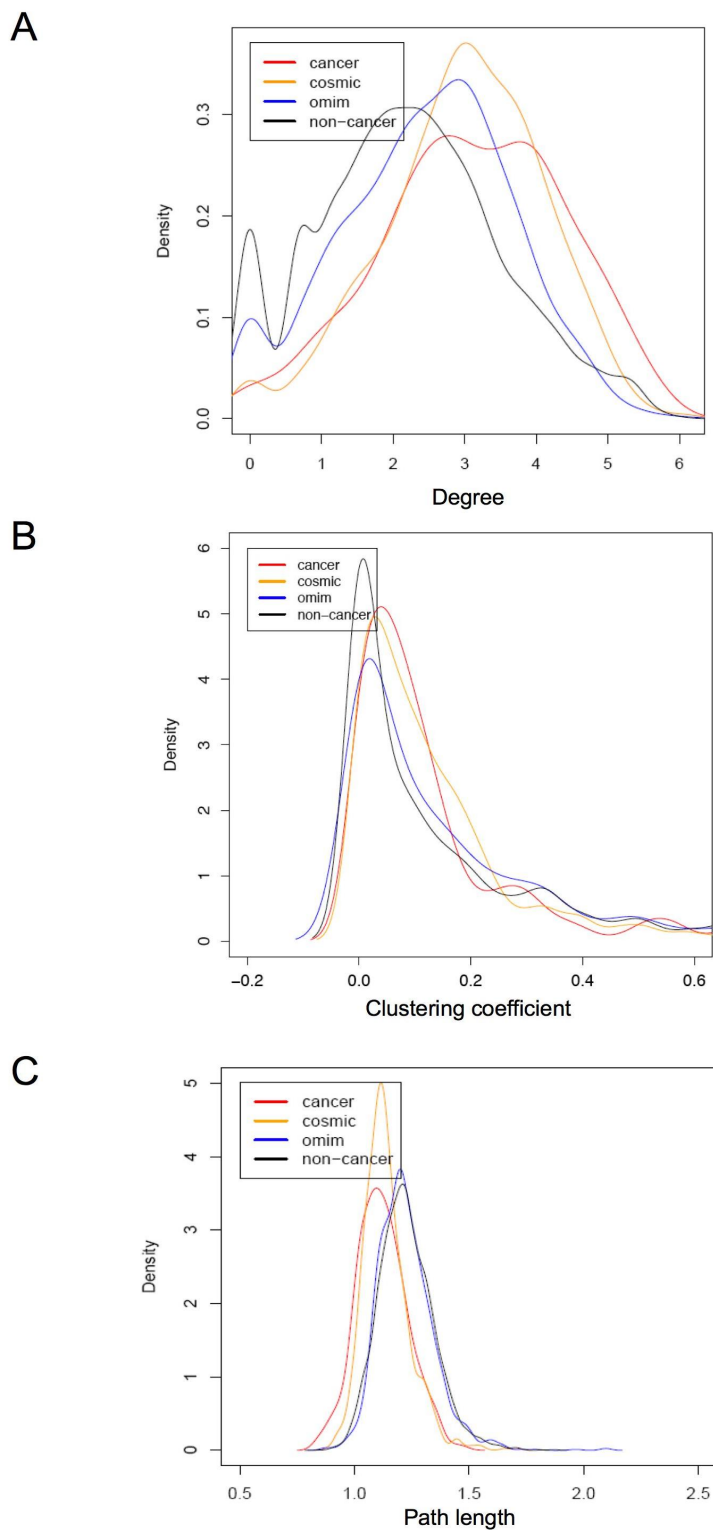 A
cancer
cosmic
omim
non-cancer
Density
0.0
0.1
0.2
0.3
0 1 2 3 4 5 6
Degree
B
cancer
cosmic
omim
non-cancer
Density
0
1
2
3
4
5
6
-0.2 0.0 0.2 0.4 0.6
Clustering coefficient
C
cancer
cosmic
omim
non-cancer
Density
0
1
2
3
4
5
0.5 1.0 1.5 2.0 2.5
Path length